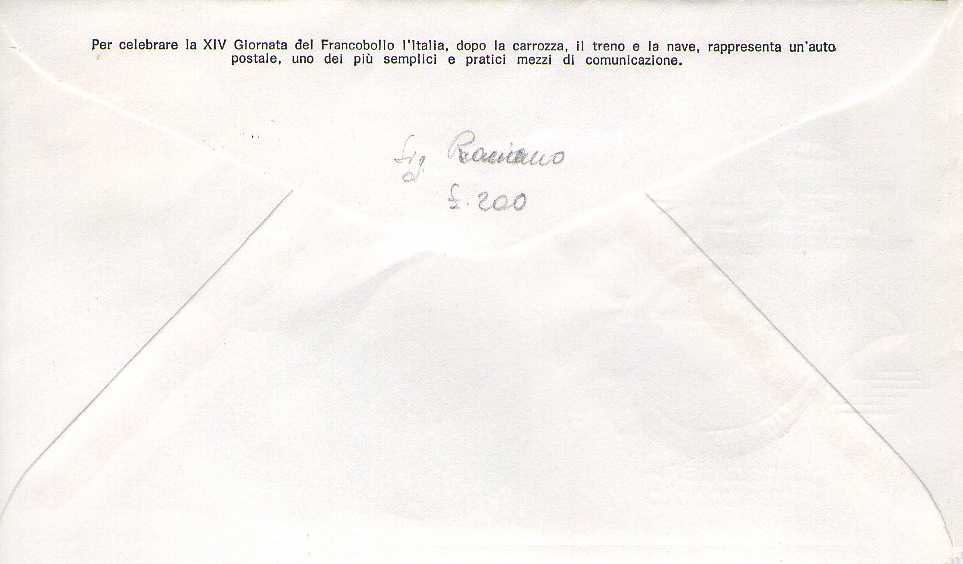 Per celebrare la XIV Giornata del Francobollo l'Italia, dopo la carrozza, il treno e la nave, rappresenta un'auto
postale, uno dei più semplici e pratici mezzi di comunicazione.
Sig.
£. 200